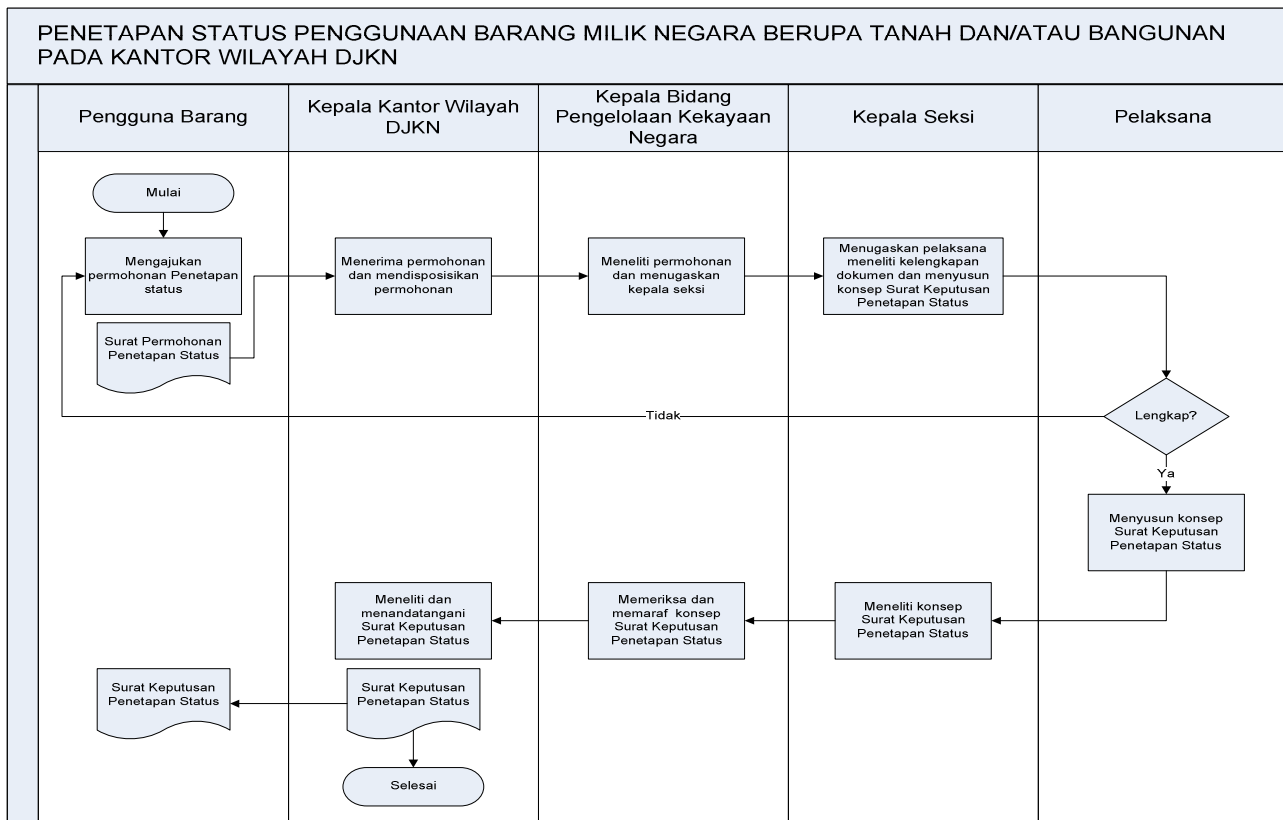 PENETAPAN STATUS PENGGUNAAN BARANG MILIK NEGARA BERUPA TANAH DAN/ATAU BANGUNAN
PADA KANTOR WILAYAH DJKN
Pengguna Barang
Kepala Kantor Wilayah
DJKN
Kepala Bidang
Pengelolaan Kekayaan
Negara
Kepala Seksi
Pelaksana
Mulai
Mengajukan
permohonan Penetapan
status
Menerima permohonan
dan mendisposisikan
permohonan
Meneliti permohonan
dan menugaskan
kepala seksi
Menugaskan pelaksana
meneliti kelengkapan
dokumen dan menyusun
konsep Surat Keputusan
Penetapan Status
Surat Permohonan
Penetapan Status
Tidak
Lengkap?
Ya
Menyusun konsep
Surat Keputusan
Penetapan Status
Meneliti dan
menandatangani
Surat Keputusan
Penetapan Status
Memeriksa dan
memaraf konsep
Surat Keputusan
Penetapan Status
Meneliti konsep
Surat Keputusan
Penetapan Status
Surat Keputusan
Penetapan Status
Surat Keputusan
Penetapan Status
Selesai